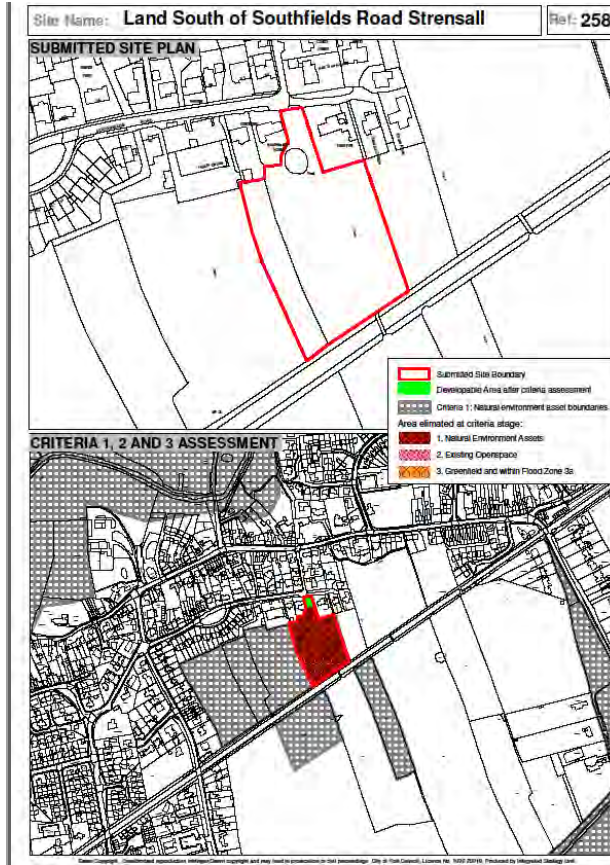 Site Name: Land South of Southfields Road Strensall
Ref: 258
SUBMITTED SITE PLAN
Submitted Site Boundary
Developable Area after criteria assessment
Criteria 1: Natural environment asset boundaries
Area elimated at criteria stage:
1, Natural Environment Assets
2, Existing Openspace
3, Greenfield and within Flood Zone 3a
CRITERIA 1, 2 AND 3 ASSESSMENT